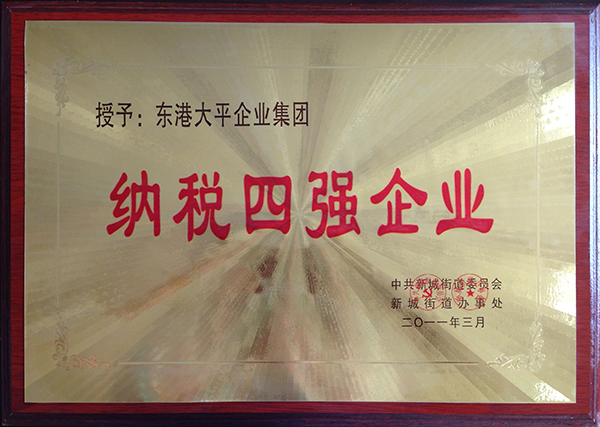 授予：东港大平企业集团
纳税四强企业
中共新城街道委员会
新城街道办事处
二〇一一年三月